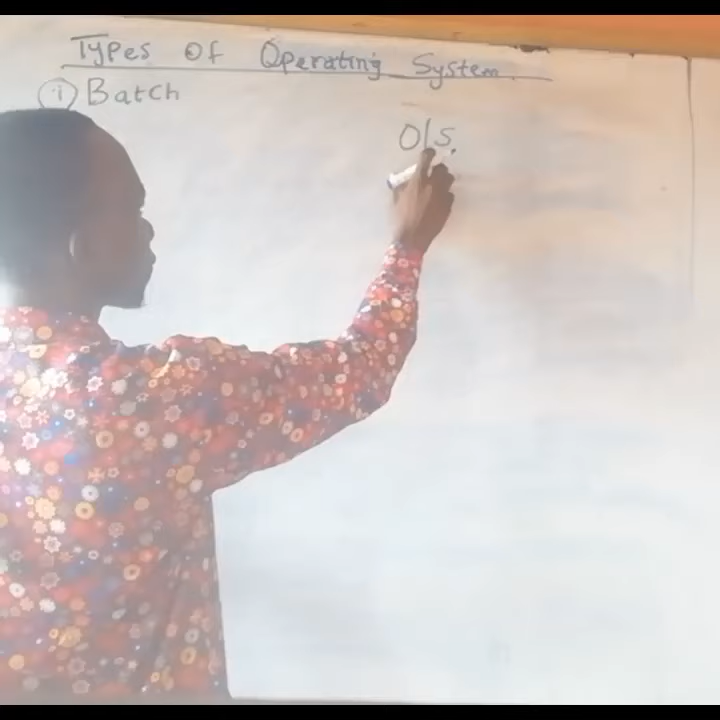 Types Of Operating System.
(i) Batch
O/S.